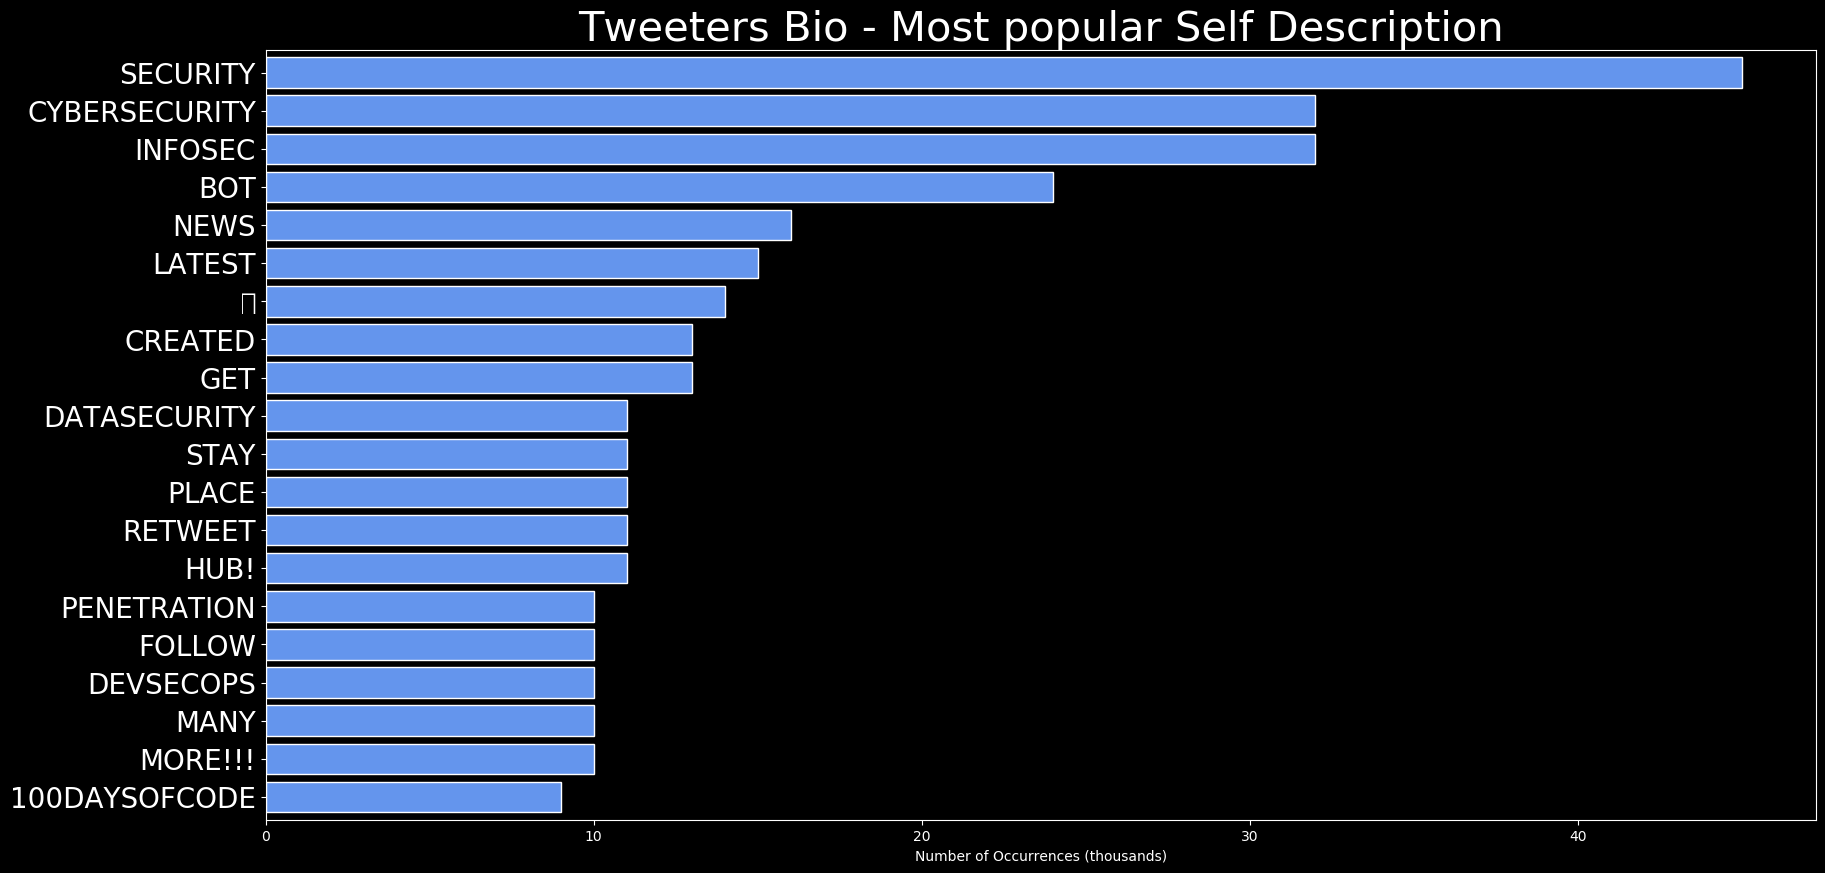 Tweeters Bio - Most popular Self Description
SECURITY
CYBERSECURITY
INFOSEC
BOT
NEWS
LATEST
CREATED
GET
DATASECURITY
STAY
PLACE
RETWEET
HUB!
PENETRATION
FOLLOW
DEVSECOPS
MANY
MORE!!!
100DAYSOFCODE
0 10 20 30 40
Number of Occurrences (thousands)